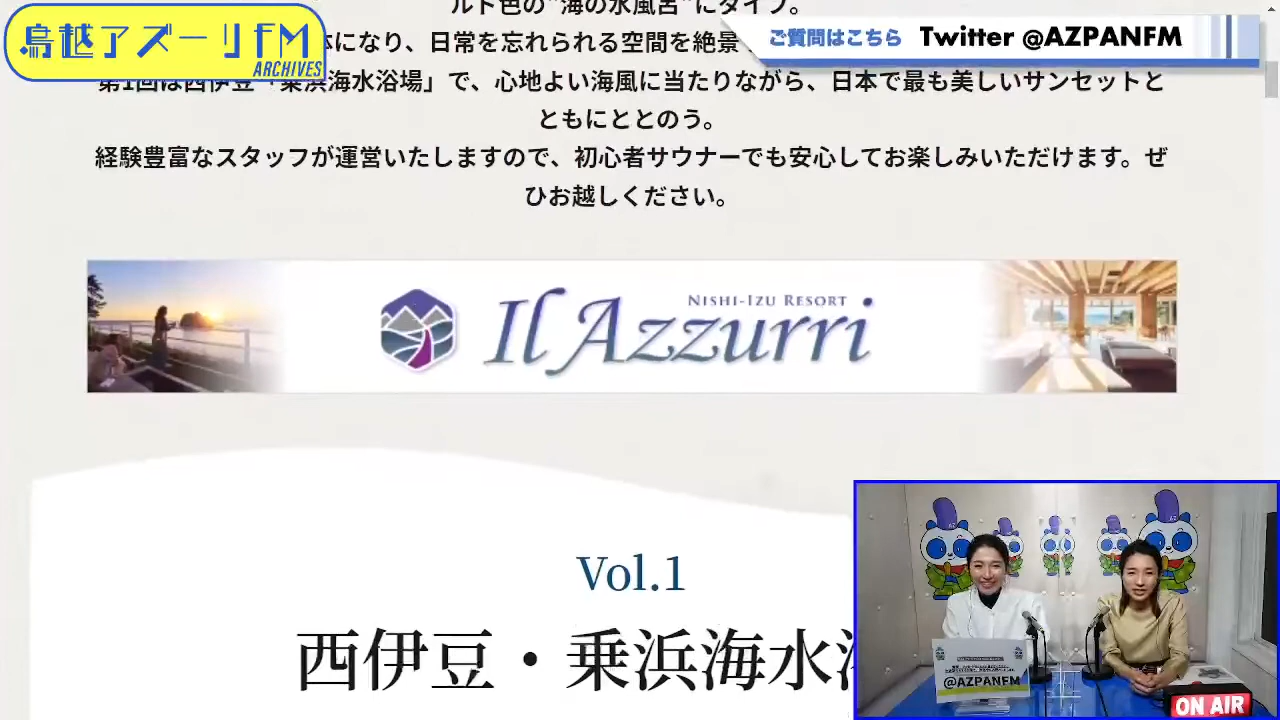 ルド色の"海の水風呂"にダイブ。
鳥越アズーリFM
ARCHIVES
ご質問はこちら Twitter @AZPANFM
体になり、日常を忘れられる空間を絶景
第1回は西伊豆・乗浜海水浴場」で、心地よい海風に当たりながら、日本で最も美しいサンセットと
ともにととのう。
経験豊富なスタッフが運営いたしますので、初心者サウナーでも安心してお楽しみいただけます。ぜ
ひお越しください。
NISHI-IZU RESORT
Il Azzurri
Vol.1
西伊豆・乗浜海水
@AZPANFM
ON AIR